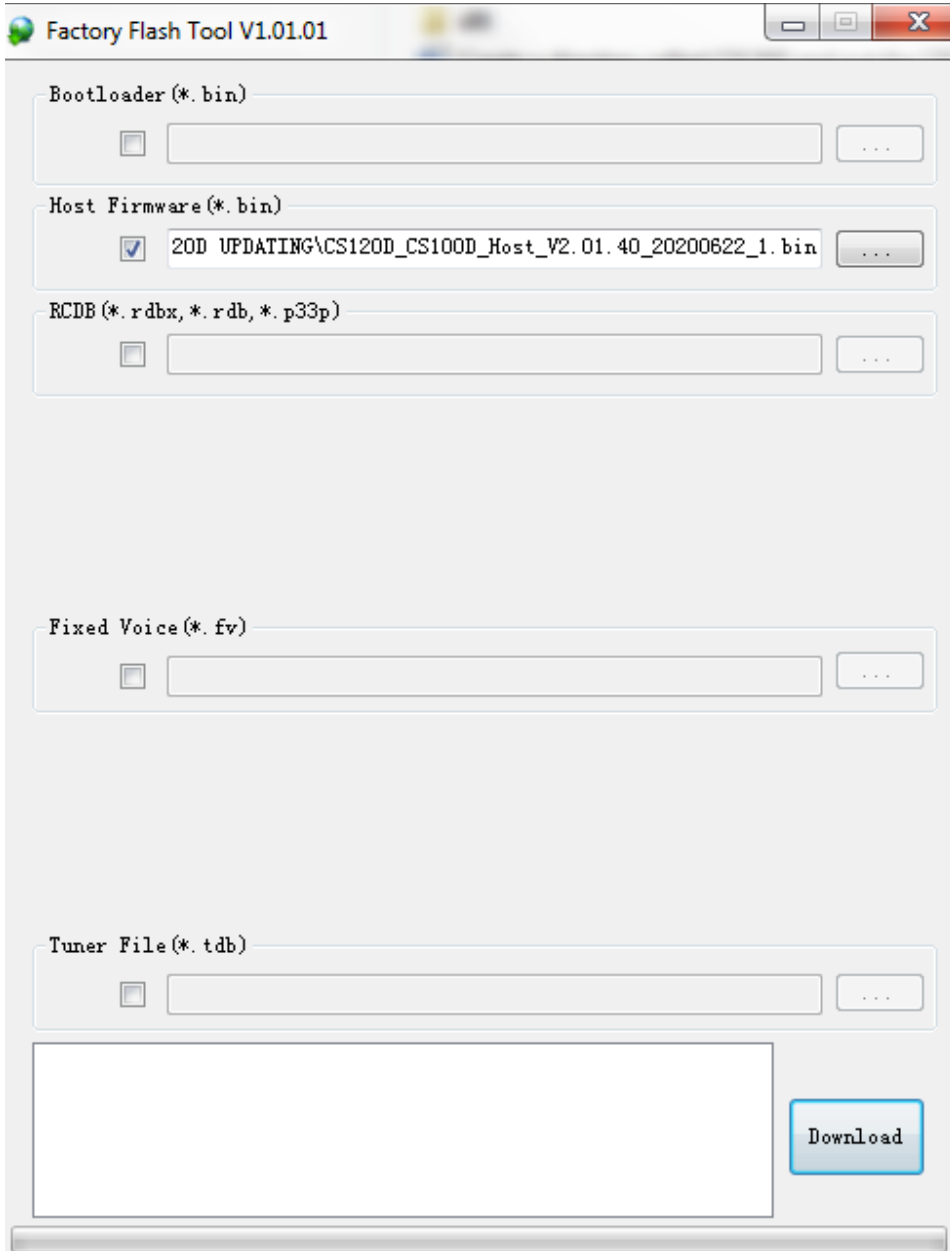 Factory Flash Tool V1.01.01
Bootloader(*.bin)
...
Host Firmware(*.bin)
20D UPDATING\CS120D_CS100D_Host_V2.01.40_20200622_1.bin
...
RCDB(*.rdbx,*.rdb,*.p33p)
...
Fixed Voice(*.fv)
...
Tuner File(*.tdb)
...
Download